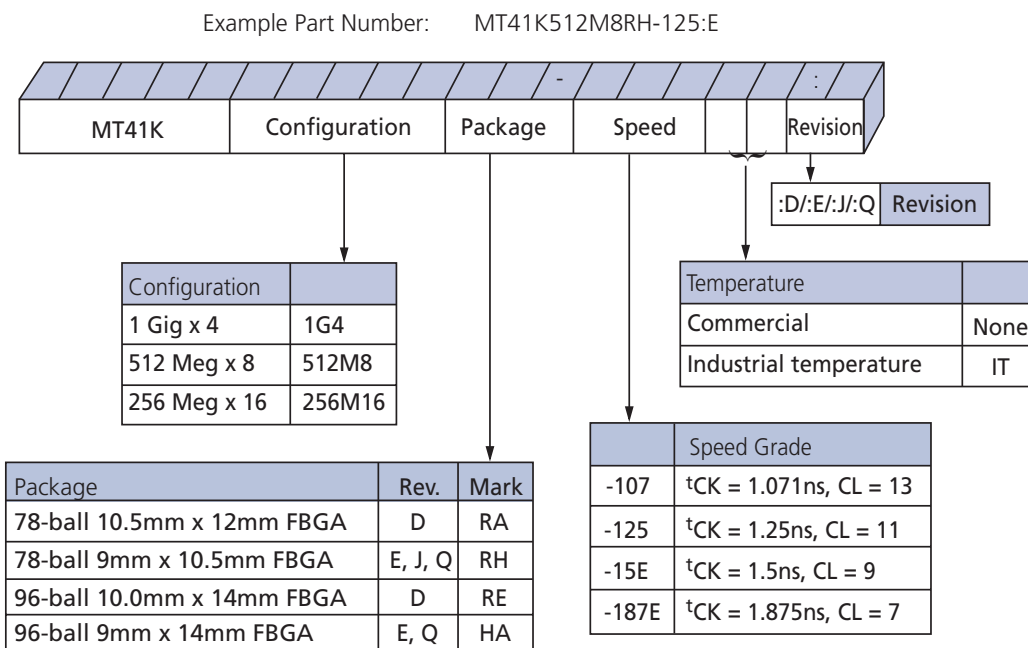 Example Part Number: MT41K512M8RH-125:E
- :
MT41K Configuration Package Speed Revision
:D/:E/:J/:Q Revision
Configuration
1 Gig x 4 1G4
512 Meg x 8 512M8
256 Meg x 16 256M16
Temperature
Commercial None
Industrial temperature IT
Package Rev. Mark
78-ball 10.5mm x 12mm FBGA D RA
78-ball 9mm x 10.5mm FBGA E, J, Q RH
96-ball 10.0mm x 14mm FBGA D RE
96-ball 9mm x 14mm FBGA E, Q HA
Speed Grade
-107 tCK = 1.071ns, CL = 13
-125 tCK = 1.25ns, CL = 11
-15E tCK = 1.5ns, CL = 9
-187E tCK = 1.875ns, CL = 7